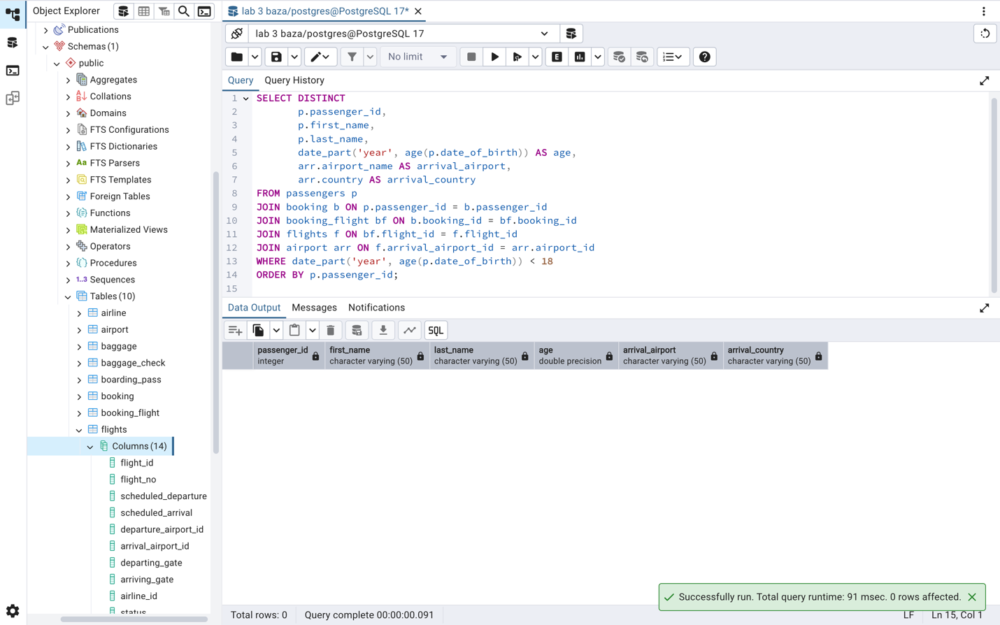 Object Explorer
Publications
Schemas (1)
public
Aggregates
Collations
Domains
FTS Configurations
FTS Dictionaries
Aa FTS Parsers
FTS Templates
Foreign Tables
Functions
Materialized Views
Operators
Procedures
1..3 Sequences
Tables (10)
airline
airport
baggage
baggage_check
boarding_pass
booking
booking_flight
flights
Columns (14)
flight_id
flight_no
scheduled_departure
scheduled_arrival
departure_airport_id
arrival_airport_id
departing_gate
arriving_gate
airline_id
status
lab 3 baza/postgres@PostgreSQL 17*
lab 3 baza/postgres@PostgreSQL 17
No limit
E
Query Query History
1 SELECT DISTINCT
2 p.passenger_id,
3 p.first_name,
4 p.last_name,
5 date_part('year', age(p.date_of_birth)) AS age,
6 arr.airport_name AS arrival_airport,
7 arr.country AS arrival_country
8 FROM passengers p
9 JOIN booking b ON p.passenger_id = b.passenger_id
10 JOIN booking_flight bf ON b.booking_id = bf.booking_id
11 JOIN flights f ON bf.flight_id = f.flight_id
12 JOIN airport arr ON f.arrival_airport_id = arr.airport_id
13 WHERE date_part('year', age(p.date_of_birth)) < 18
14 ORDER BY p.passenger_id;
15
Data Output Messages Notifications
SQL
passenger_id first_name last_name age arrival_airport arrival_country
integer character varying (50) character varying (50) double precision character varying (50) character varying (50)
Successfully run. Total query runtime: 91 msec. 0 rows affected.
Total rows: 0 Query complete 00:00:00.091 LF Ln 15, Col 1